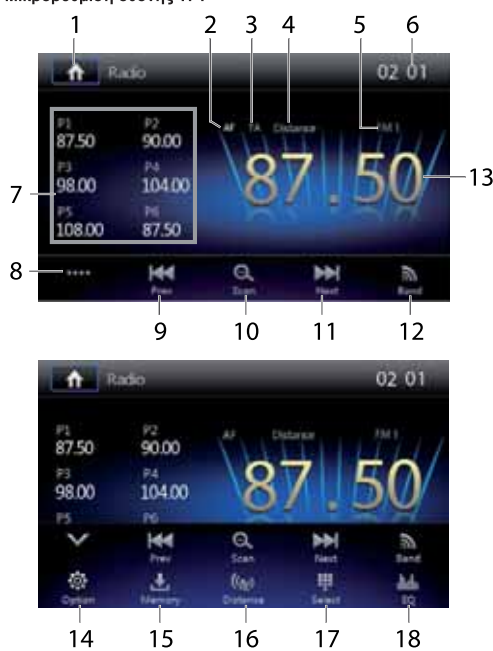 1 2 3 4 5 6
Radio 02 01
AF TA Distance FM 1
P1 P2
87.50 90.00
P3 P4
98.00 104.00
P5 P6
108.00 87.50
87.50
7
13
8
Prev Scan Next Band
9 10 11 12
Radio 02 01
AF Distance FM 1
P1 P2
87.50 90.00
P3 P4
98.00 104.00
P5 P6
87.50
Prev Scan Next Band
Option Memory Distance Select EQ
14 15 16 17 18